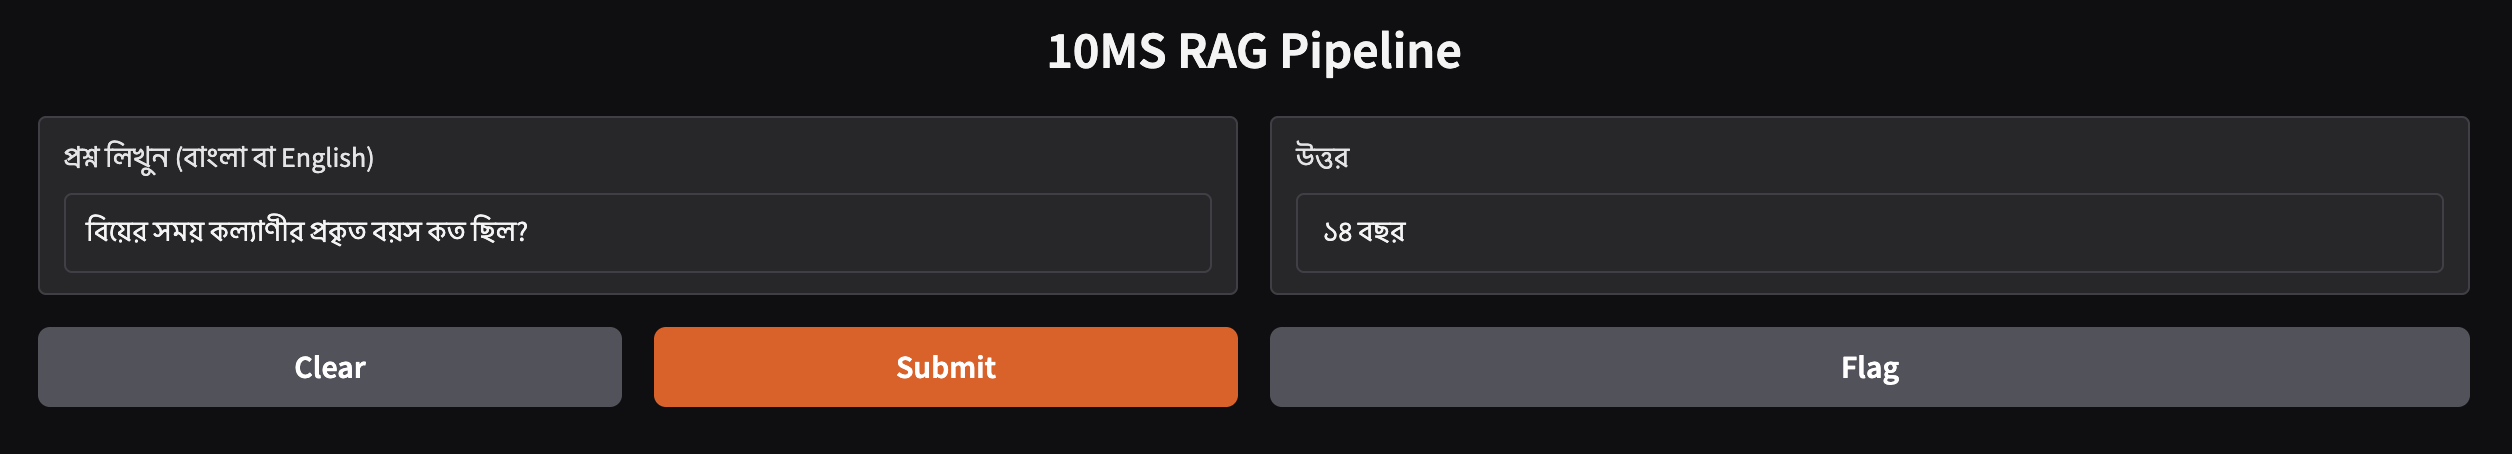 10MS RAG Pipeline
প্রশ্ন লিখুন (বাংলা বা English)
বিয়ের সময় কল্যাণীর প্রকৃত বয়স কত ছিল?
উত্তর
১৪ বছর
Clear
Submit
Flag